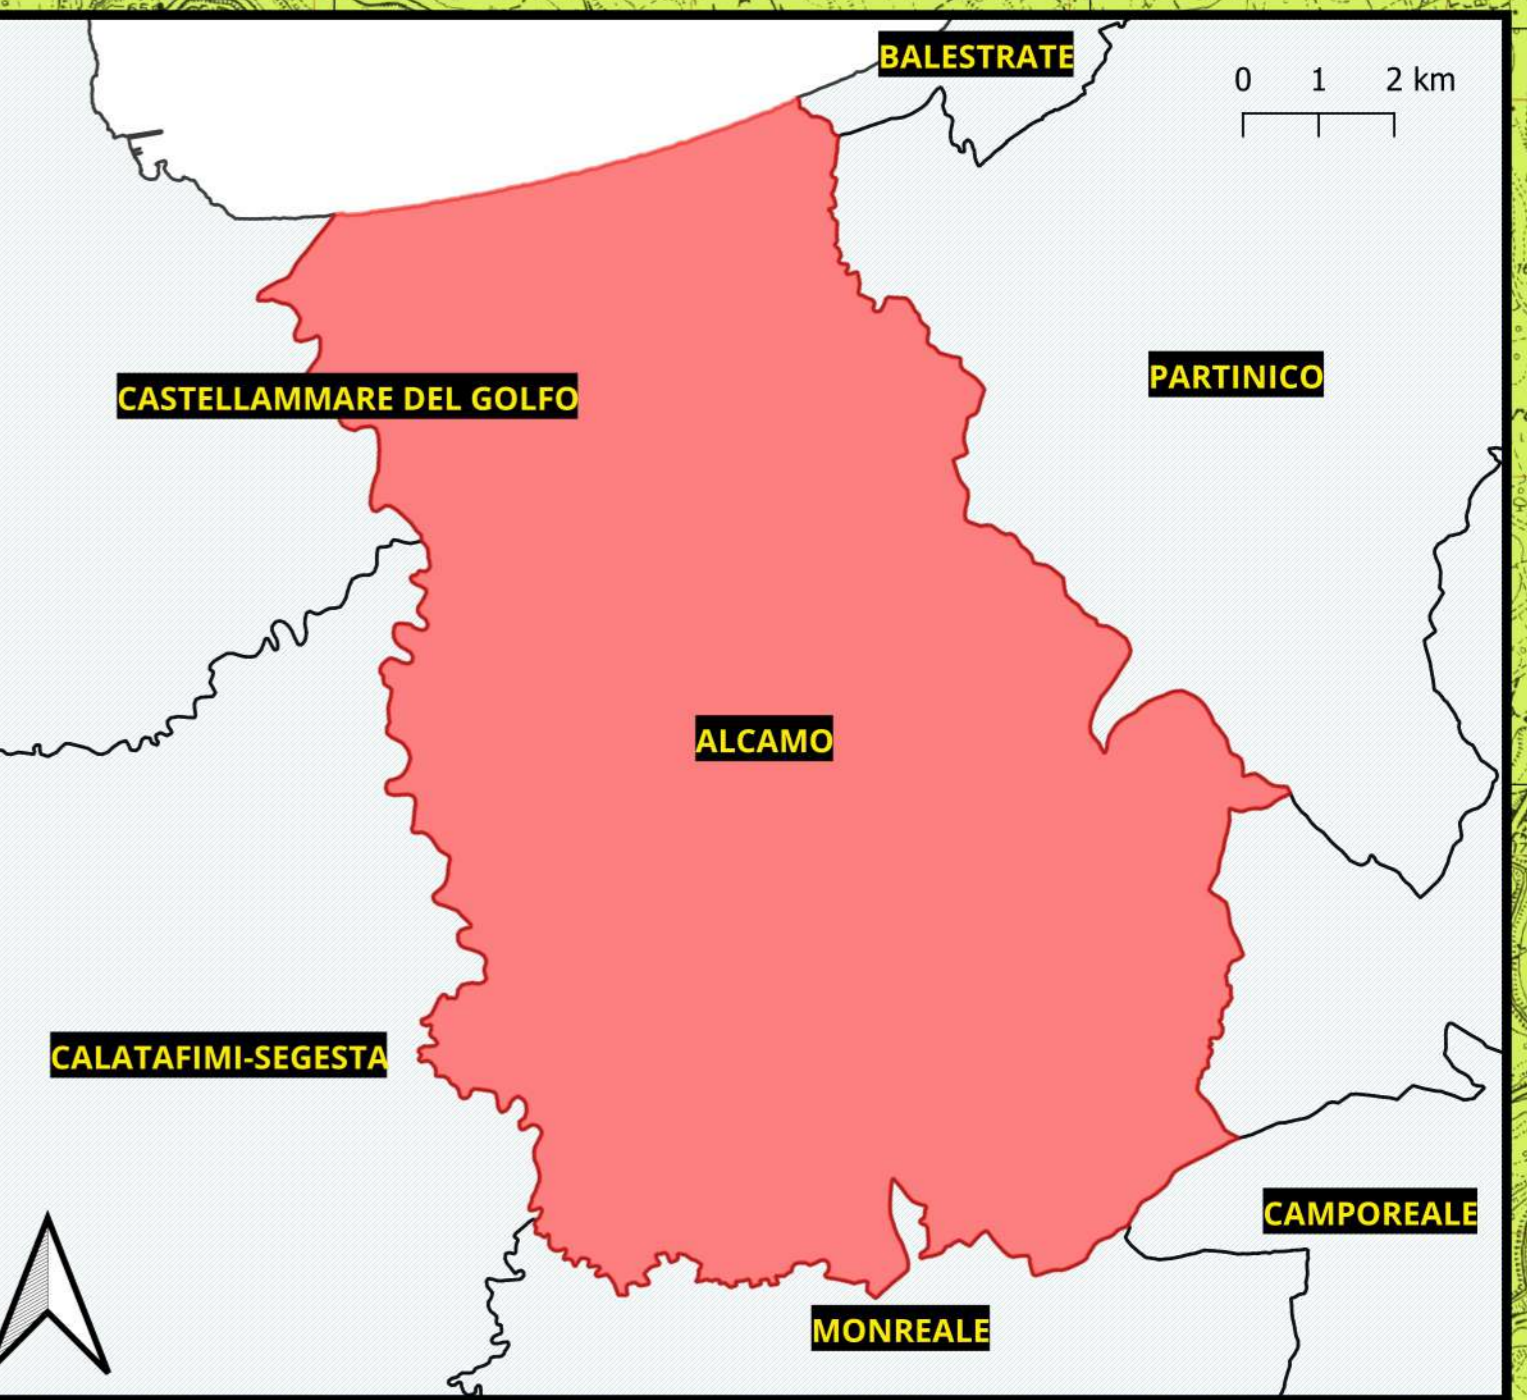 BALESTRATE
0 1 2 km
PARTINICO
CASTELLAMMARE DEL GOLFO
ALCAMO
CALATAFIMI-SEGESTA
CAMPOREALE
MONREALE